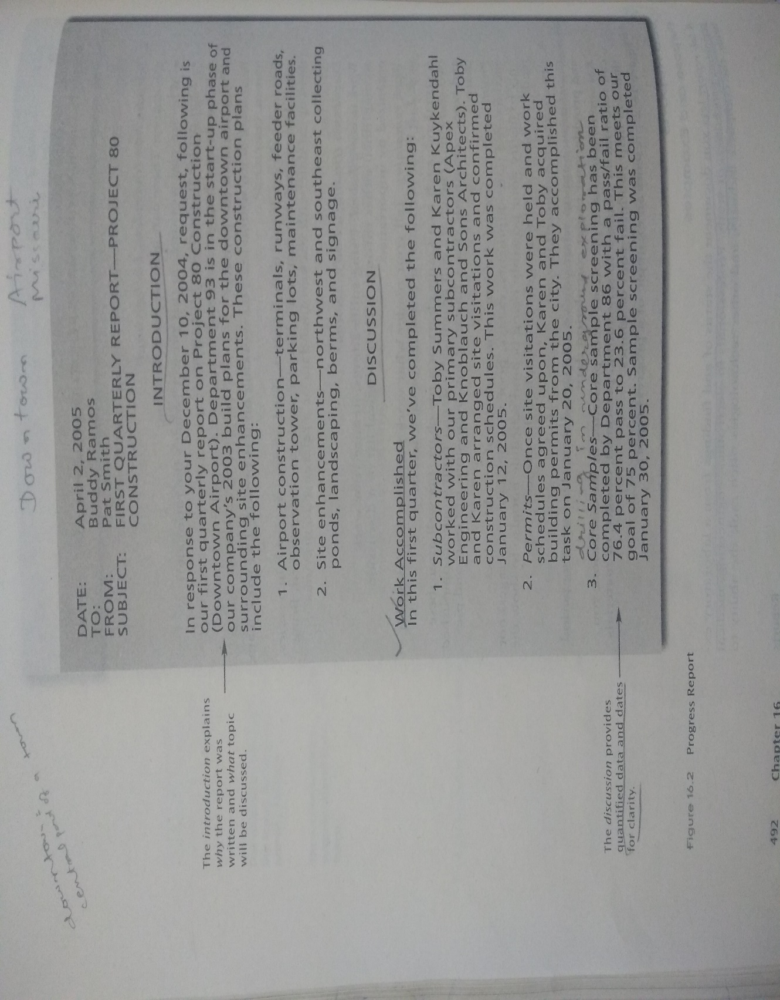 Down town Airport
missouri
downtown = 
central part of a town
DATE: April 2, 2005
TO: Buddy Ramos
FROM: Pat Smith
SUBJECT: FIRST QUARTERLY REPORT—PROJECT 80
CONSTRUCTION
INTRODUCTION
In response to your December 10, 2004, request, following is
our first quarterly report on Project 80 Construction
(Downtown Airport). Department 93 is in the start-up phase of
our company's 2003 build plans for the downtown airport and
surrounding site enhancements. These construction plans
include the following:
1. Airport construction—terminals, runways, feeder roads,
observation tower, parking lots, maintenance facilities.
2. Site enhancements—northwest and southeast collecting
ponds, landscaping, berms, and signage.
The introduction explains
why the report was
written and what topic
will be discussed.
DISCUSSION
Work Accomplished
In this first quarter, we've completed the following:
1. Subcontractors—Toby Summers and Karen Kuykendahl
worked with our primary subcontractors (Apex
Engineering and Knoblauch and Sons Architects). Toby
and Karen arranged site visitations and confirmed
construction schedules. This work was completed
January 12, 2005.
2. Permits—Once site visitations were held and work
schedules agreed upon, Karen and Toby acquired
building permits from the city. They accomplished this
task on January 20, 2005.
drilling in exploration
3. Core Samples—Core sample screening has been
completed by Department 86 with a pass/fail ratio of
76.4 percent pass to 23.6 percent fail. This meets our
goal of 75 percent. Sample screening was completed
January 30, 2005.
The discussion provides
quantified data and dates
for clarity.
Figure 16.2 Progress Report
492 Chapter 16